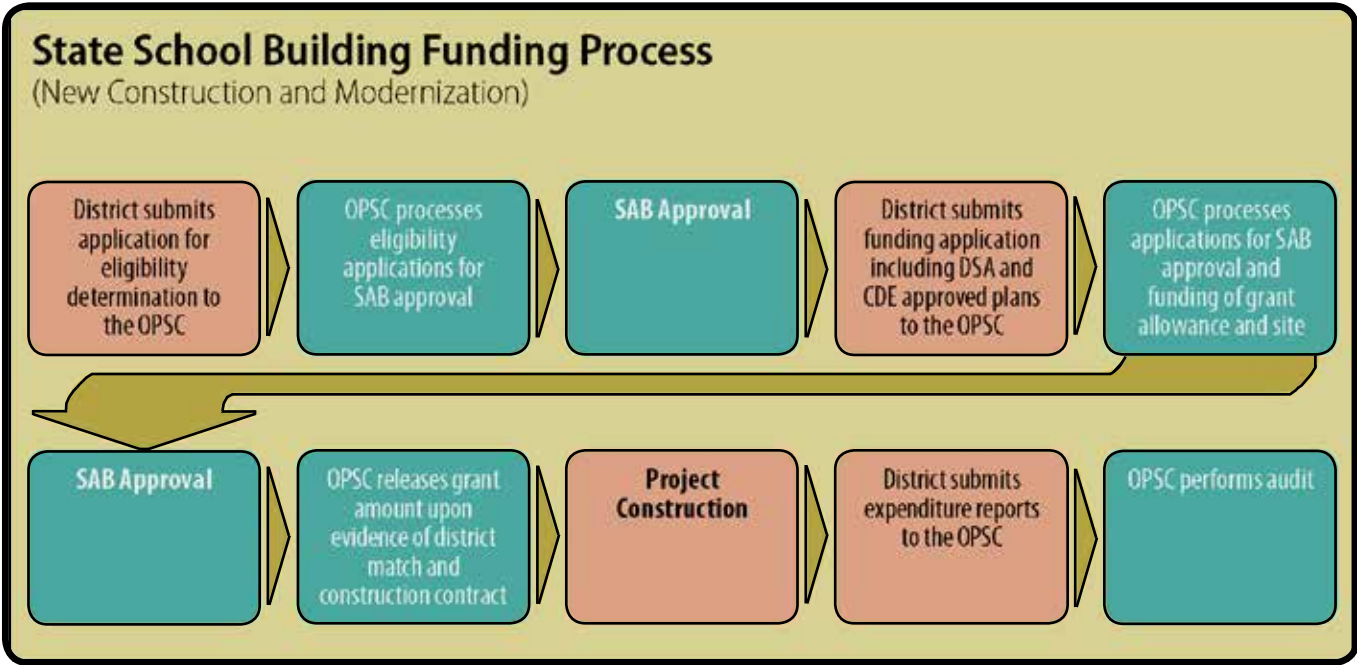 State School Building Funding Process
(New Construction and Modernization)
District submits
application for
eligibility
determination to
the OPSC
OPSC processes
eligibility
applications for
SAB approval
SAB Approval
District submits
funding application
including DSA and
CDE approved plans
to the OPSC
OPSC processes
applications for SAB
approval and
funding of grant
allowance and site
SAB Approval
OPSC releases grant
amount upon
evidence of district
match and
construction contract
Project
Construction
District submits
expenditure reports
to the OPSC
OPSC performs audit